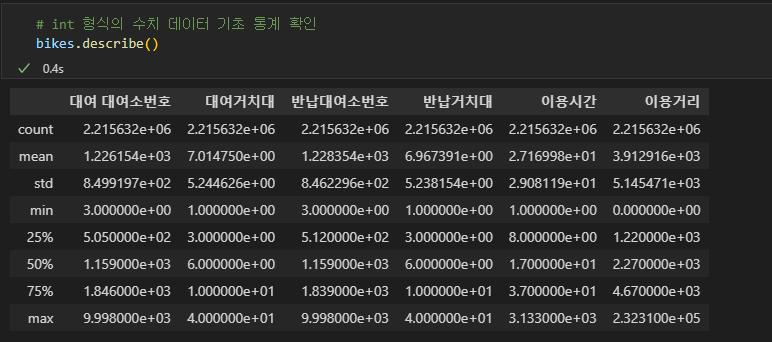 # int 형식의 수치 데이터 기초 통계 확인
bikes.describe()
0.4s
대여 대여소번호 대여거치대 반납대여소번호 반납거치대 이용시간 이용거리
count 2.215632e+06 2.215632e+06 2.215632e+06 2.215632e+06 2.215632e+06 2.215632e+06
mean 1.226154e+03 7.014750e+00 1.228354e+03 6.967391e+00 2.716998e+01 3.912916e+03
std 8.499197e+02 5.244626e+00 8.462296e+02 5.238154e+00 2.908119e+01 5.145471e+03
min 3.000000e+00 1.000000e+00 3.000000e+00 1.000000e+00 1.000000e+00 0.000000e+00
25% 5.050000e+02 3.000000e+00 5.120000e+02 3.000000e+00 8.000000e+00 1.220000e+03
50% 1.159000e+03 6.000000e+00 1.159000e+03 6.000000e+00 1.700000e+01 2.270000e+03
75% 1.846000e+03 1.000000e+01 1.839000e+03 1.000000e+01 3.700000e+01 4.670000e+03
max 9.998000e+03 4.000000e+01 9.998000e+03 4.000000e+01 3.133000e+03 2.323100e+05